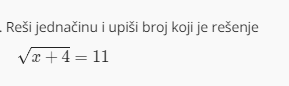 . Reši jednačinu i upiši broj koji je rešenje
√(x + 4) = 11